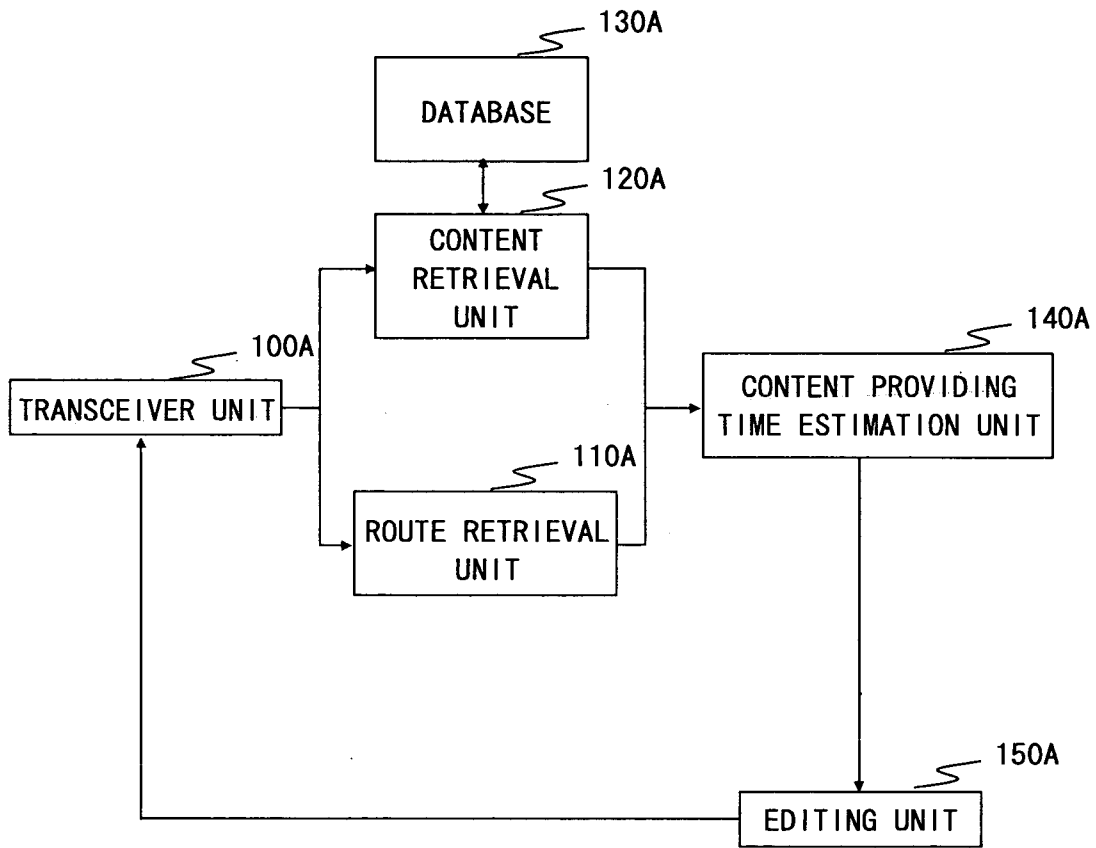 130A
DATABASE
120A
CONTENT
RETRIEVAL
UNIT
100A
TRANSCEIVER UNIT
140A
CONTENT PROVIDING
TIME ESTIMATION UNIT
110A
ROUTE RETRIEVAL
UNIT
150A
EDITING UNIT